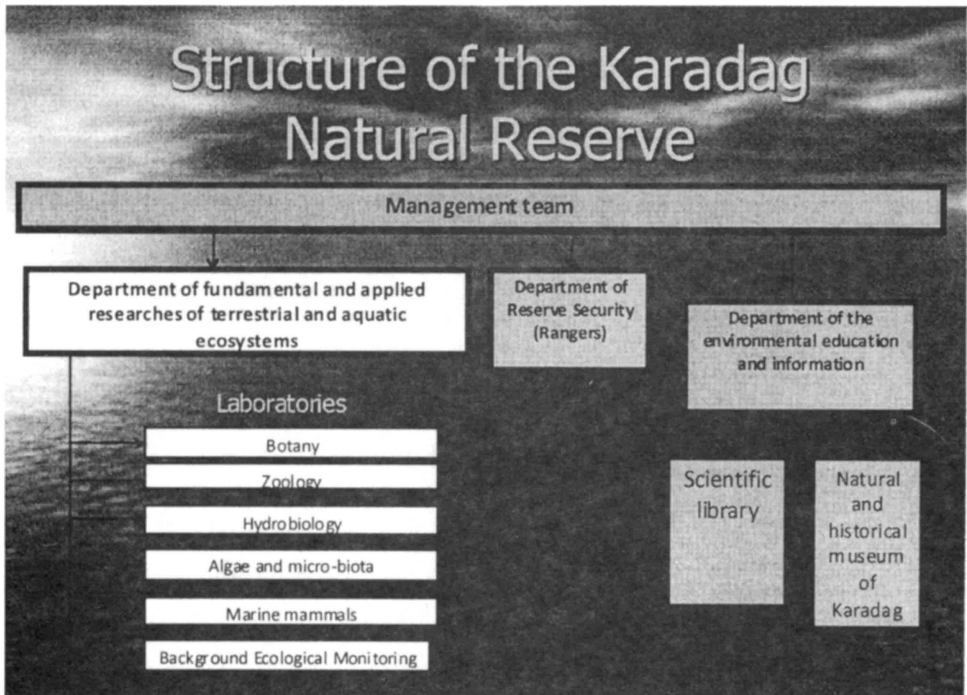 Structure of the Karadag
Natural Reserve
Management team
Department of fundamental and applied
researches of terrestrial and aquatic
ecosystems
Department of
Reserve Security
(Rangers)
Department of the
environmental education
and information
Laboratories
Botany
Zoology
Hydrobiology
Algae and micro-biota
Marine mammals
Background Ecological Monitoring
Scientific
library
Natural
and
historical
museum
of
Karadag